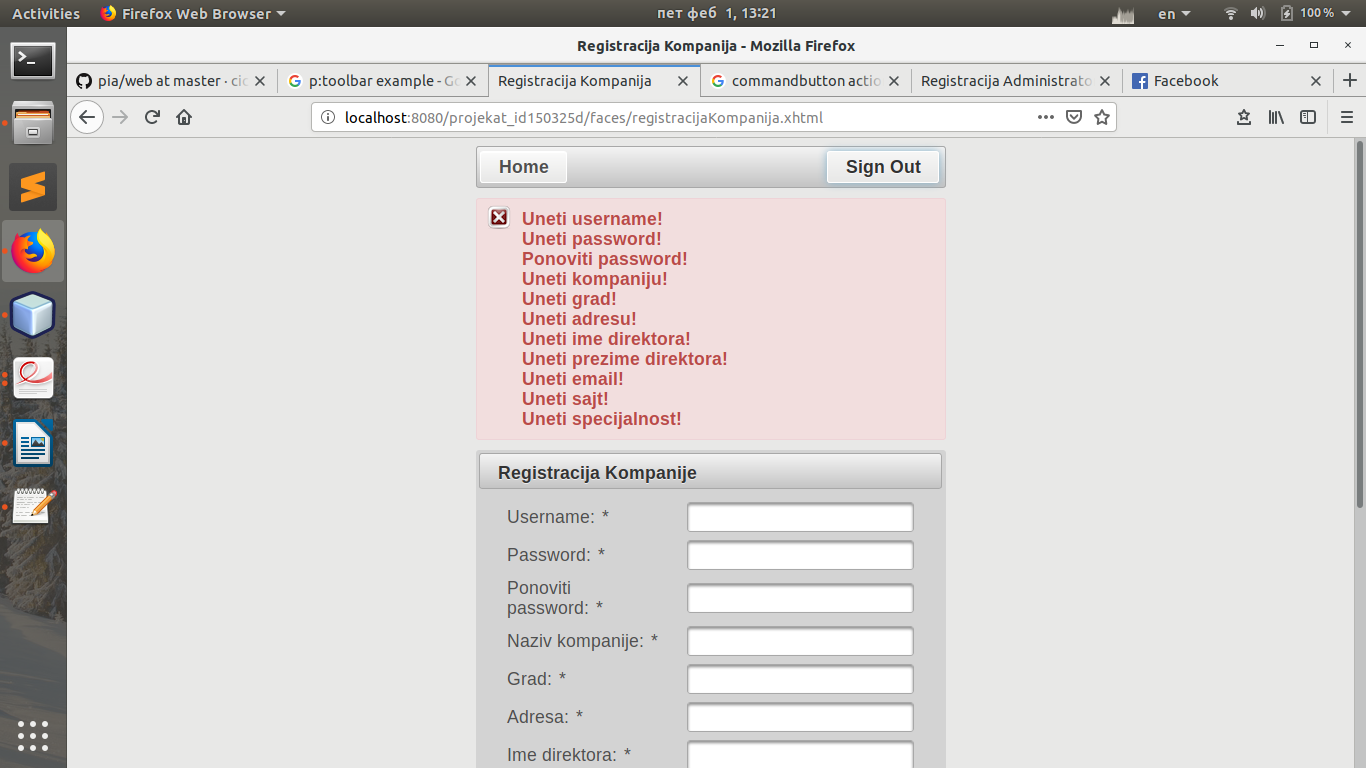 Activities Firefox Web Browser пет феб 1, 13:21 en 100 %
Registracija Kompanija - Mozilla Firefox
pia/web at master · cic p:toolbar example - Go Registracija Kompanija commandbutton actio Registracija Administrato Facebook
localhost:8080/projekat_id150325d/faces/registracijaKompanija.xhtml
Home Sign Out
Uneti username!
Uneti password!
Ponoviti password!
Uneti kompaniju!
Uneti grad!
Uneti adresu!
Uneti ime direktora!
Uneti prezime direktora!
Uneti email!
Uneti sajt!
Uneti specijalnost!
Registracija Kompanije
Username: *
Password: *
Ponoviti
password: *
Naziv kompanije: *
Grad: *
Adresa: *
Ime direktora: *